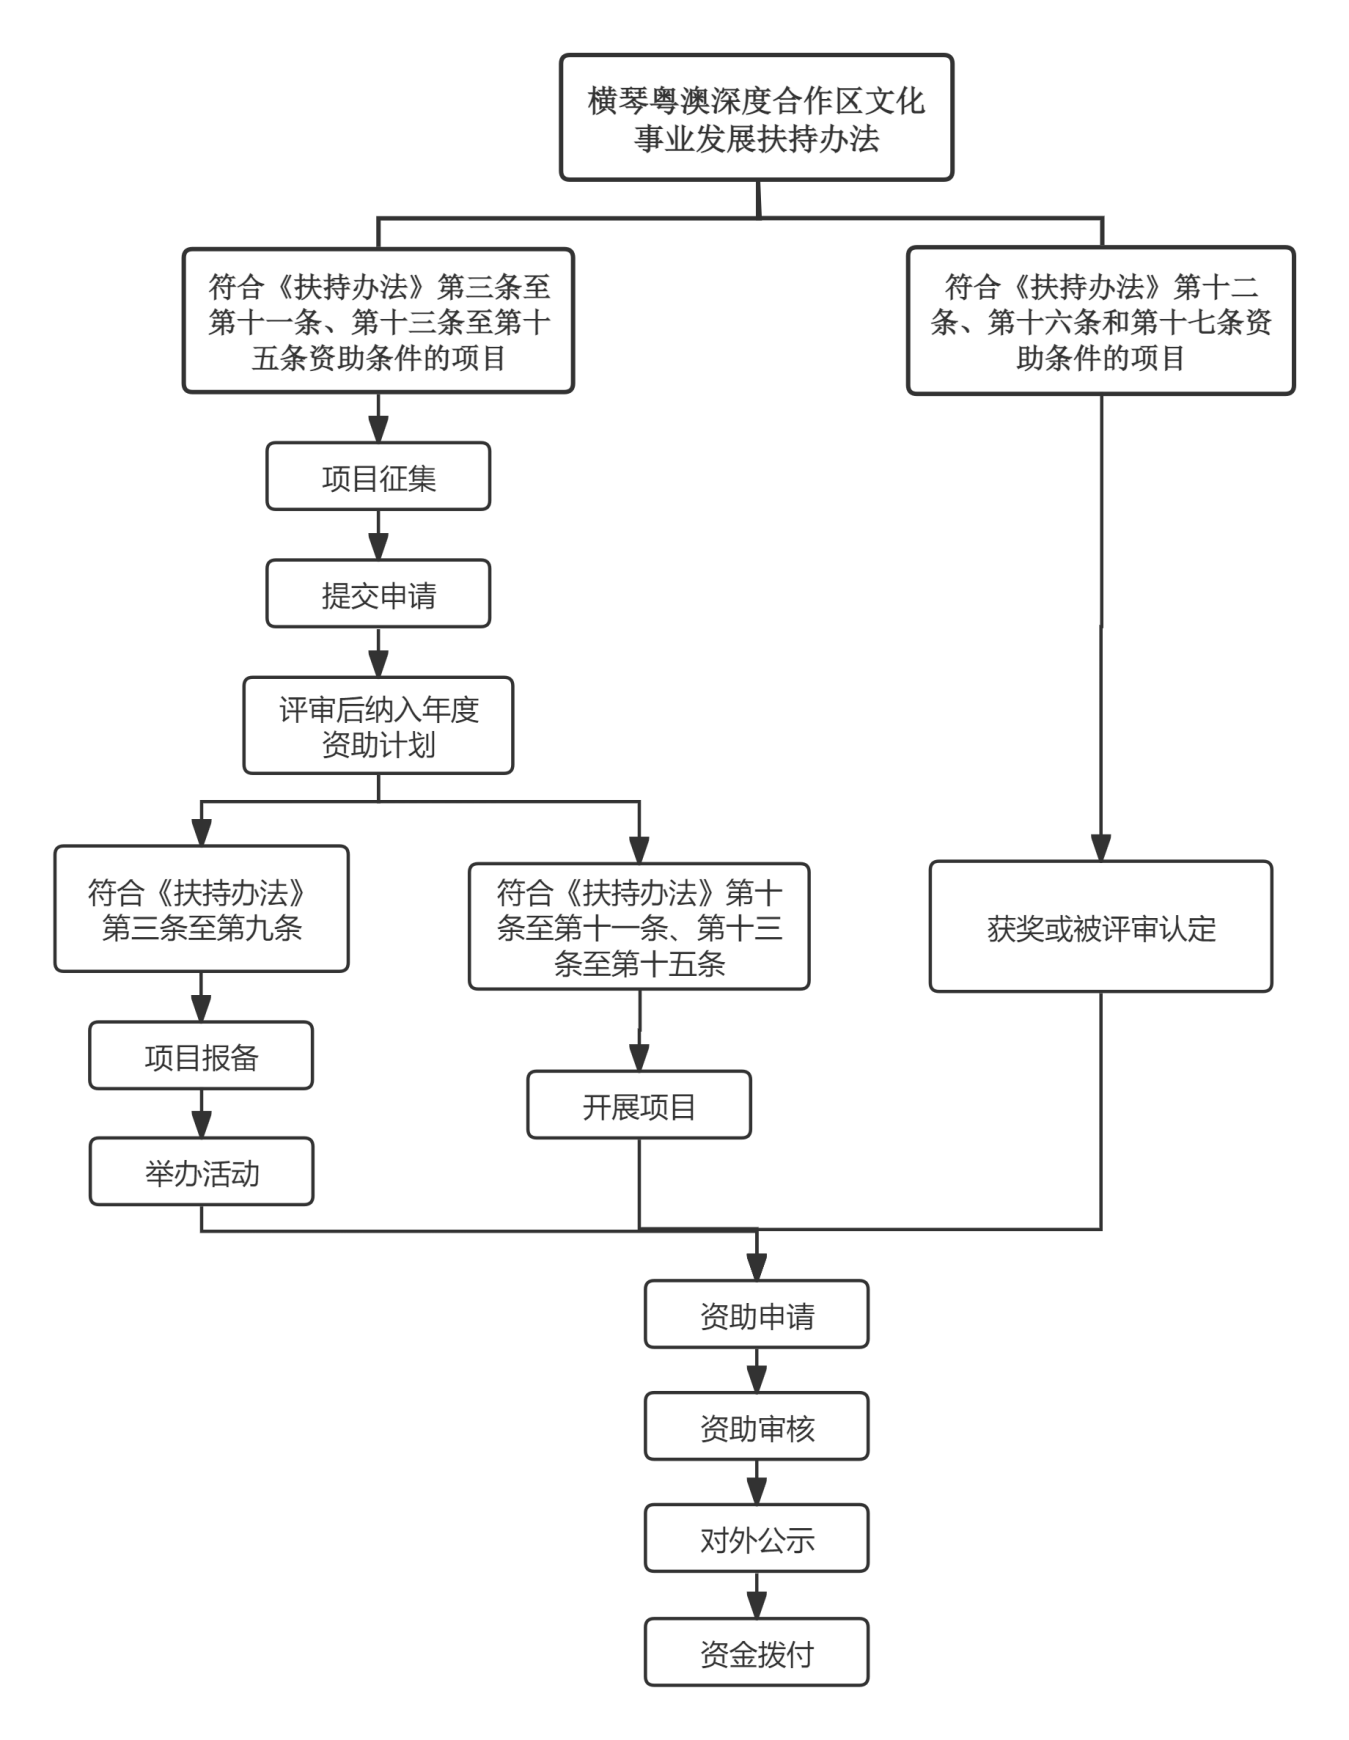 横琴粤澳深度合作区文化
事业发展扶持办法
符合《扶持办法》第三条至
第十一条、第十三条至第十
五条资助条件的项目
符合《扶持办法》第十二
条、第十六条和第十七条资
助条件的项目
项目征集
提交申请
评审后纳入年度
资助计划
符合《扶持办法》
第三条至第九条
符合《扶持办法》第十
条至第十一条、第十三
条至第十五条
获奖或被评审认定
项目报备
开展项目
举办活动
资助申请
资助审核
对外公示
资金拨付